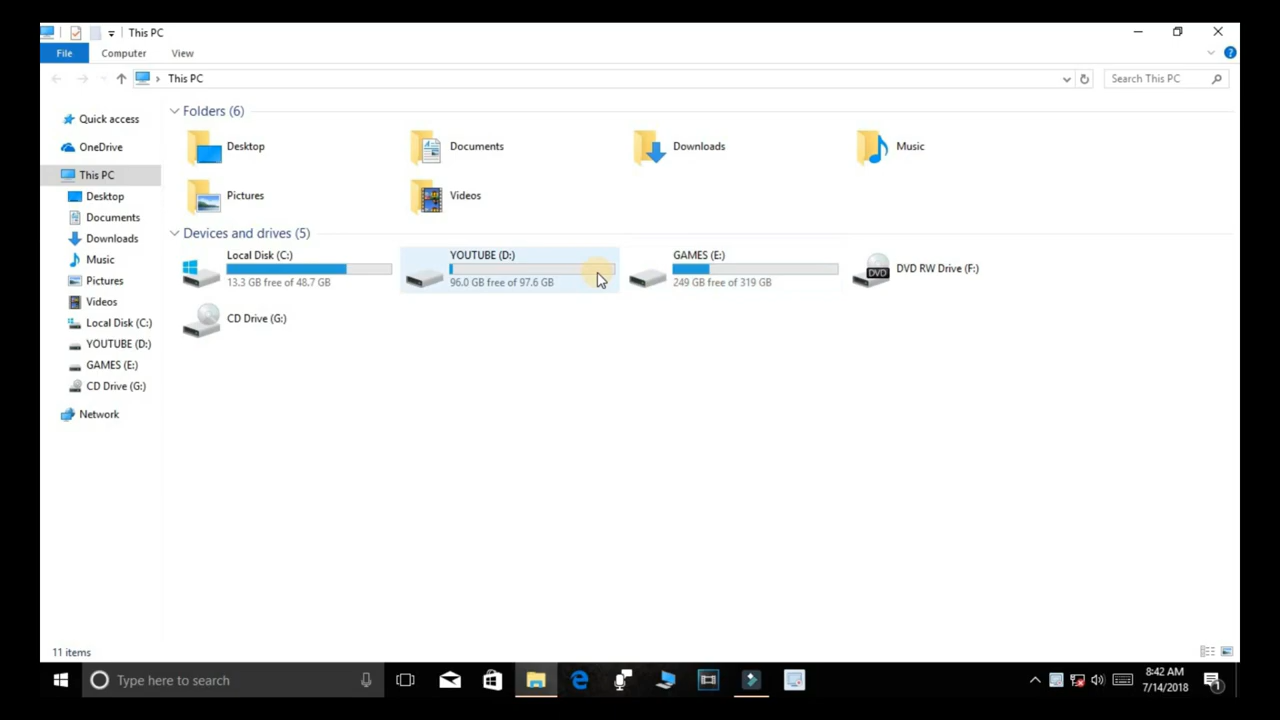 This PC
File Computer View
This PC Search This PC
Quick access
OneDrive
This PC
Desktop
Documents
Downloads
Music
Pictures
Videos
Local Disk (C:)
YOUTUBE (D:)
GAMES (E:)
CD Drive (G:)
Network
Folders (6)
Desktop Documents Downloads Music
Pictures Videos
Devices and drives (5)
Local Disk (C:)
13.3 GB free of 48.7 GB
YOUTUBE (D:)
96.0 GB free of 97.6 GB
GAMES (E:)
249 GB free of 319 GB
DVD RW Drive (F:)
DVD
CD Drive (G:)
11 items
Type here to search
8:42 AM
7/14/2018
1